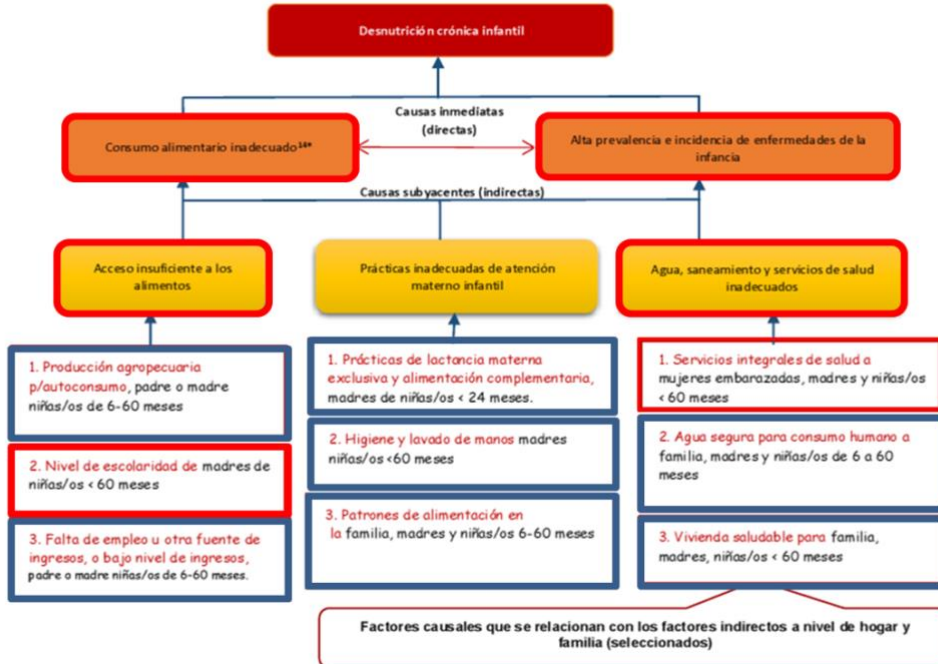 Desnutrición crónica infantil
Causas inmediatas
(directas)
Consumo alimentario inadecuado¹⁴*
Alta prevalencia e incidencia de enfermedades de la
infancia
Causas subyacentes (indirectas)
Acceso insuficiente a los
alimentos
Prácticas inadecuadas de atención
materno infantil
Agua, saneamiento y servicios de salud
inadecuados
1. Producción agropecuaria
p/autoconsumo, padre o madre
niñas/os de 6-60 meses
2. Nivel de escolaridad de madres de
niñas/os < 60 meses
3. Falta de empleo u otra fuente de
ingresos, o bajo nivel de ingresos,
padre o madre niñas/os de 6-60 meses.
1. Prácticas de lactancia materna
exclusiva y alimentación complementaria,
madres de niñas/os < 24 meses.
2. Higiene y lavado de manos madres
niñas/os <60 meses
3. Patrones de alimentación en
la familia, madres y niñas/os 6-60 meses
1. Servicios integrales de salud a
mujeres embarazadas, madres y niñas/os
< 60 meses
2. Agua segura para consumo humano a
familia, madres y niñas/os de 6 a 60
meses
3. Vivienda saludable para familia,
madres, niñas/os < 60 meses
Factores causales que se relacionan con los factores indirectos a nivel de hogar y
familia (seleccionados)